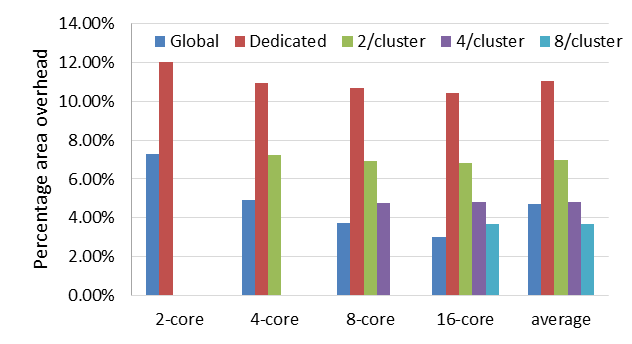 14.00%
Global Dedicated 2/cluster 4/cluster 8/cluster
12.00%
10.00%
8.00%
6.00%
4.00%
2.00%
0.00%
Percentage area overhead
2-core 4-core 8-core 16-core average